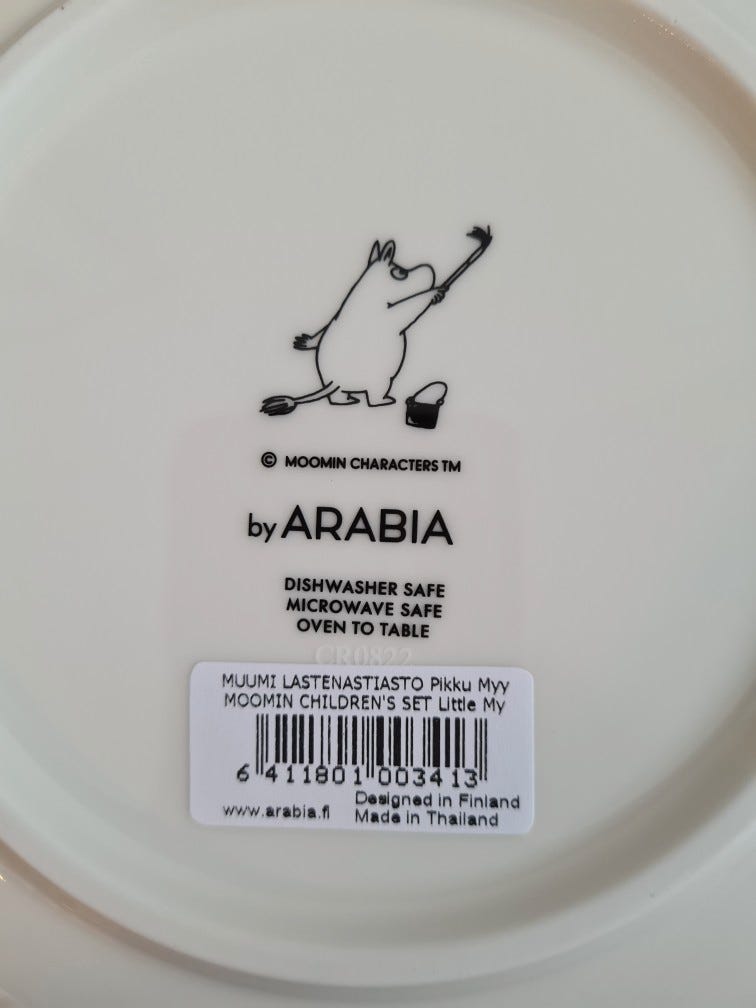 © MOOMIN CHARACTERS TM
by ARABIA
DISHWASHER SAFE
MICROWAVE SAFE
OVEN TO TABLE
CR0822
MUUMI LASTENASTIASTO Pikku Myy
MOOMIN CHILDREN'S SET Little My
6 411801 003413
www.arabia.fi
Designed in Finland
Made in Thailand